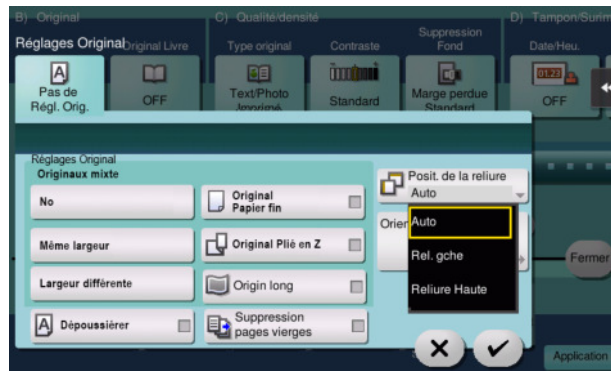 B) Original
C) Qualité/densité
D) Tampon/Surim
Réglages Original
Original Livre
Type original
Contraste
Suppression
Fond
Date/Heu.
Pas de
Régl. Orig.
OFF
Text/Photo
Imprimé
Standard
Marge perdue
Standard
01.23
OFF
Réglages Original
Originaux mixte
No
Même largeur
Largeur différente
Dépoussièrer
Original
Papier fin
Original Plié en Z
Origin long
Suppression
pages vierges
Posit. de la reliure
Auto
Orien
Auto
Rel. gche
Reliure Haute
Fermer
Application